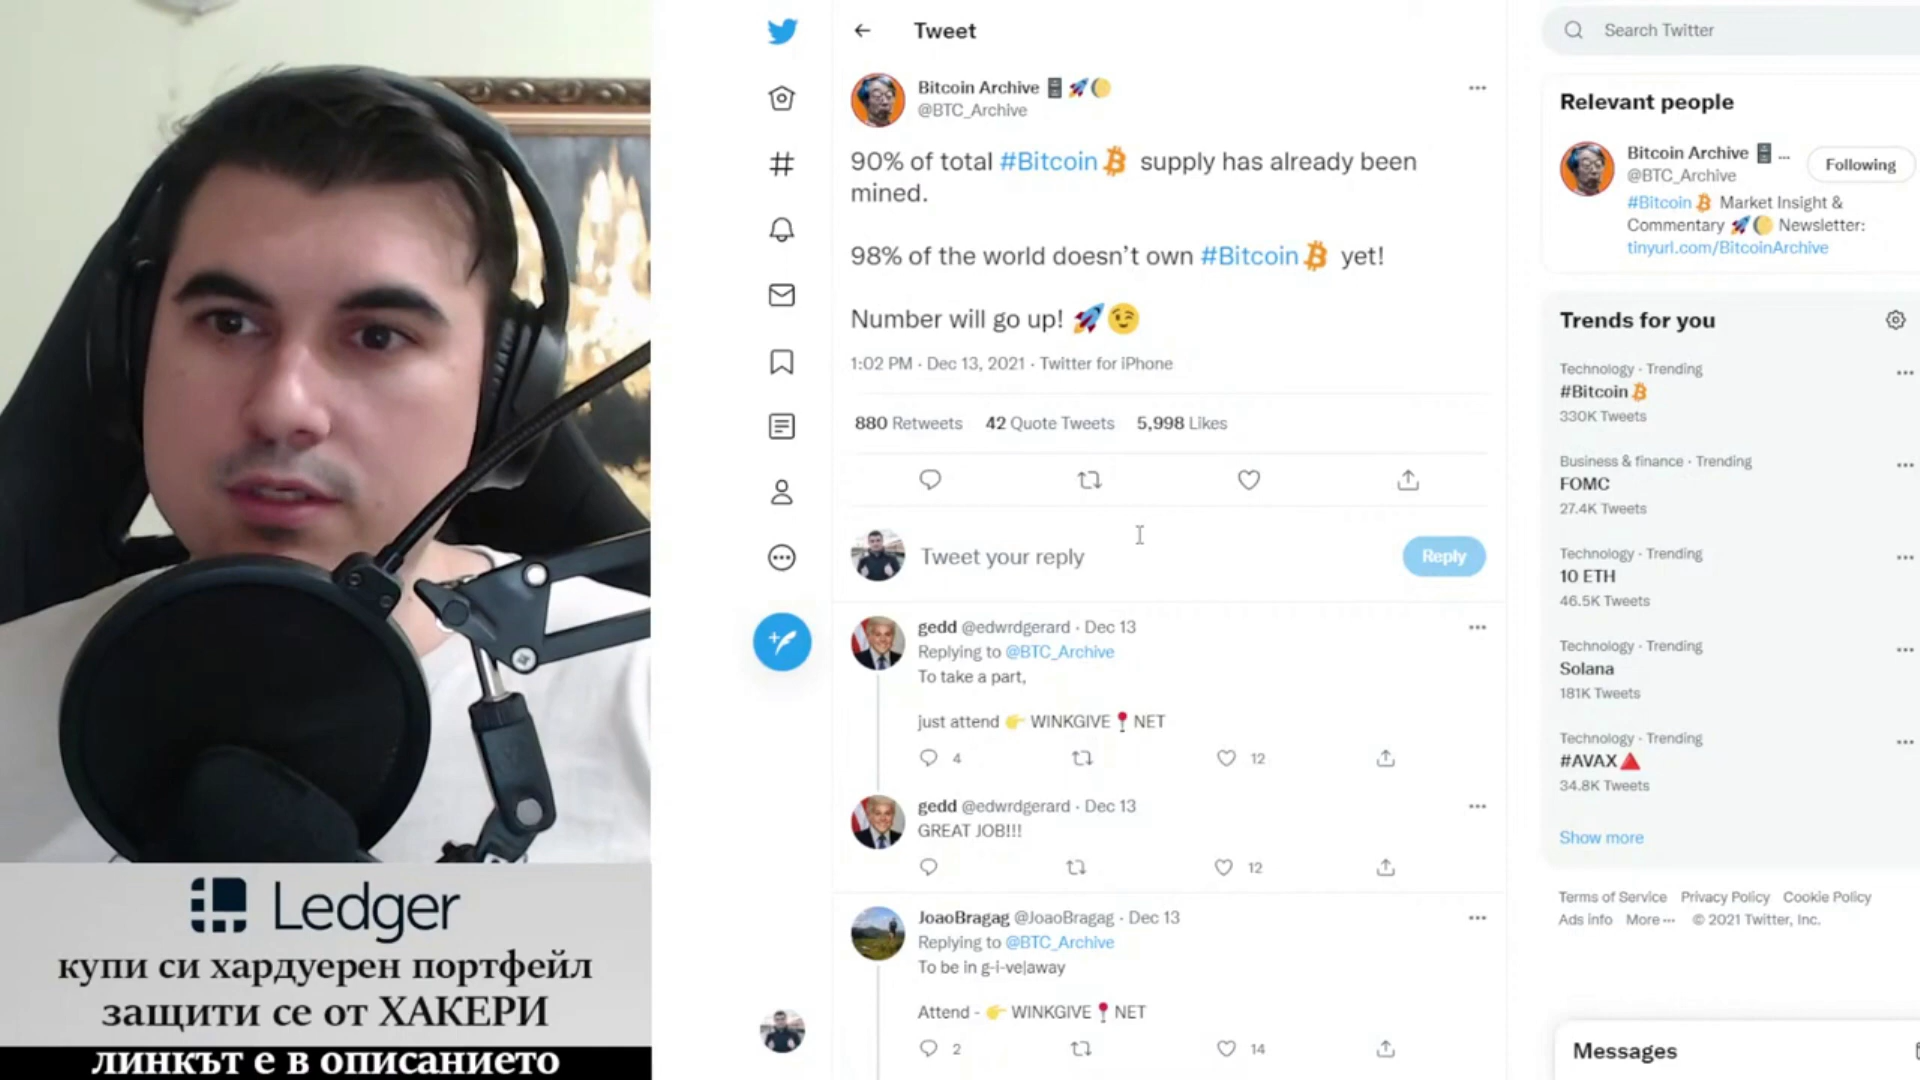 Tweet
Bitcoin Archive
@BTC_Archive
90% of total #Bitcoin supply has already been
mined.
98% of the world doesn't own #Bitcoin yet!
Number will go up!
1:02 PM · Dec 13, 2021 · Twitter for iPhone
880 Retweets 42 Quote Tweets 5,998 Likes
Tweet your reply
Reply
gedd @edwrdgerard · Dec 13
Replying to @BTC_Archive
To take a part,
just attend WINKGIVE NET
4 12
gedd @edwrdgerard · Dec 13
GREAT JOB!!!
12
JoaoBragag @JoaoBragag · Dec 13
Replying to @BTC_Archive
To be in g-i-ve|away
Attend - WINKGIVE NET
2 14
Search Twitter
Relevant people
Bitcoin Archive ...
@BTC_Archive
Following
#Bitcoin Market Insight &
Commentary Newsletter:
tinyurl.com/BitcoinArchive
Trends for you
Technology · Trending
#Bitcoin
330K Tweets
Business & finance · Trending
FOMC
27.4K Tweets
Technology · Trending
10 ETH
46.5K Tweets
Technology · Trending
Solana
181K Tweets
Technology · Trending
#AVAX
34.8K Tweets
Show more
Terms of Service Privacy Policy Cookie Policy
Ads info More ··· © 2021 Twitter, Inc.
Messages
Ledger
купи си хардуерен портфейл
защити се от ХАКЕРИ
линкът е в описанието